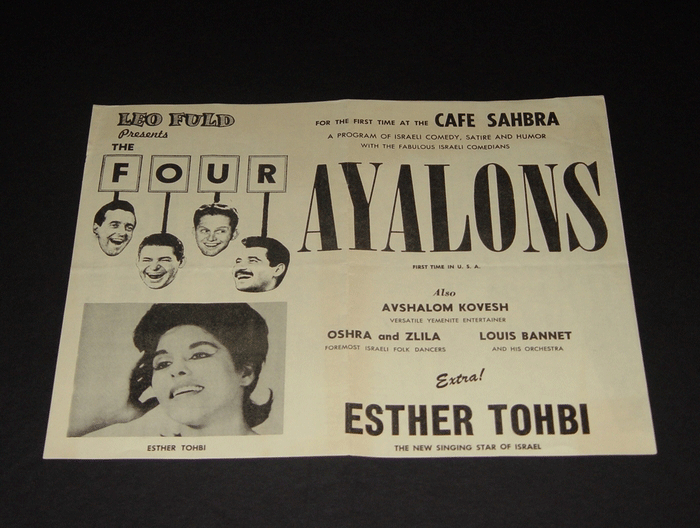 LEO FULD
Presents
THE
FOUR
FOR THE FIRST TIME AT THE CAFE SAHBRA
A PROGRAM OF ISRAELI COMEDY, SATIRE AND HUMOR
WITH THE FABULOUS ISRAELI COMEDIANS
AYALONS
FIRST TIME IN U. S. A.
Also
AVSHALOM KOVESH
VERSATILE YEMENITE ENTERTAINER
OSHRA and ZLILA
FOREMOST ISRAELI FOLK DANCERS
LOUIS BANNET
AND HIS ORCHESTRA
Extra!
ESTHER TOHBI
THE NEW SINGING STAR OF ISRAEL
ESTHER TOHBI